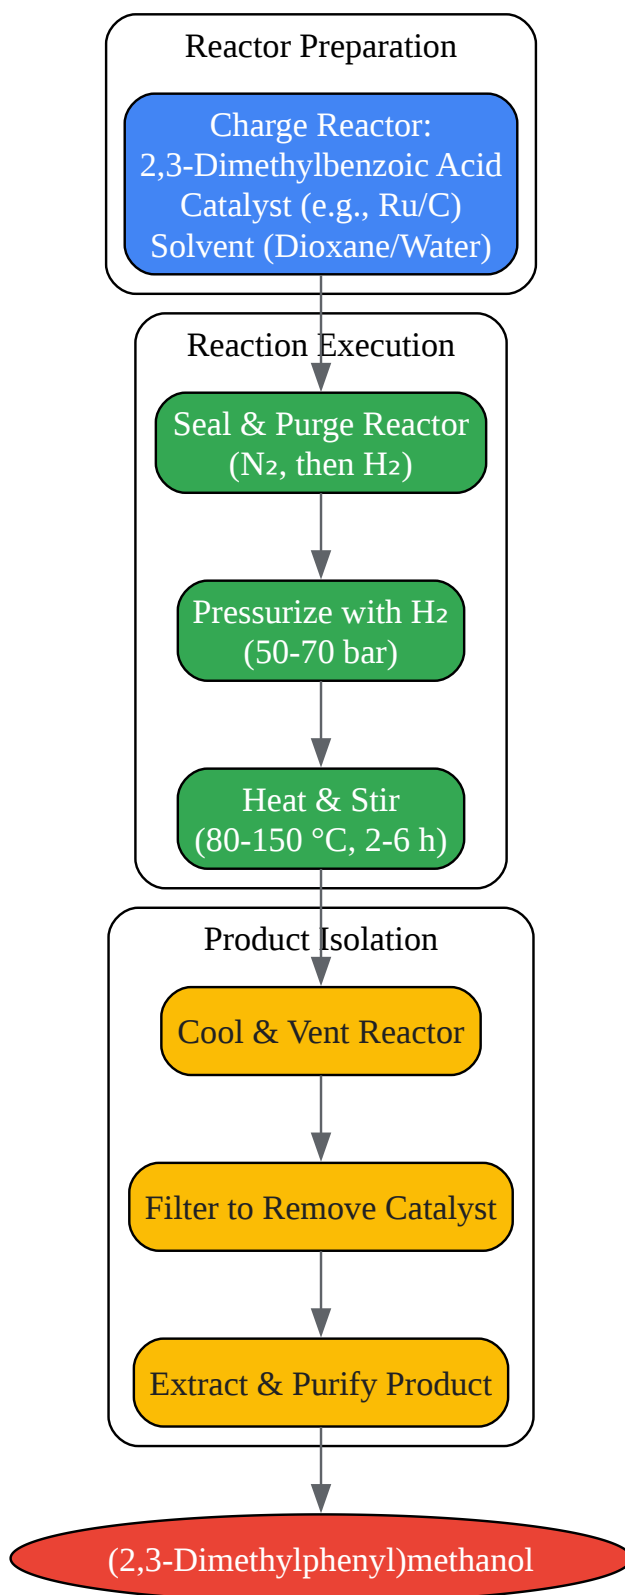 Reactor Preparation
Charge Reactor:
2,3-Dimethylbenzoic Acid
Catalyst (e.g., Ru/C)
Solvent (Dioxane/Water)
Reaction Execution
Seal & Purge Reactor
(N₂, then H₂)
Pressurize with H₂
(50-70 bar)
Heat & Stir
(80-150 °C, 2-6 h)
Product Isolation
Cool & Vent Reactor
Filter to Remove Catalyst
Extract & Purify Product
(2,3-Dimethylphenyl)methanol